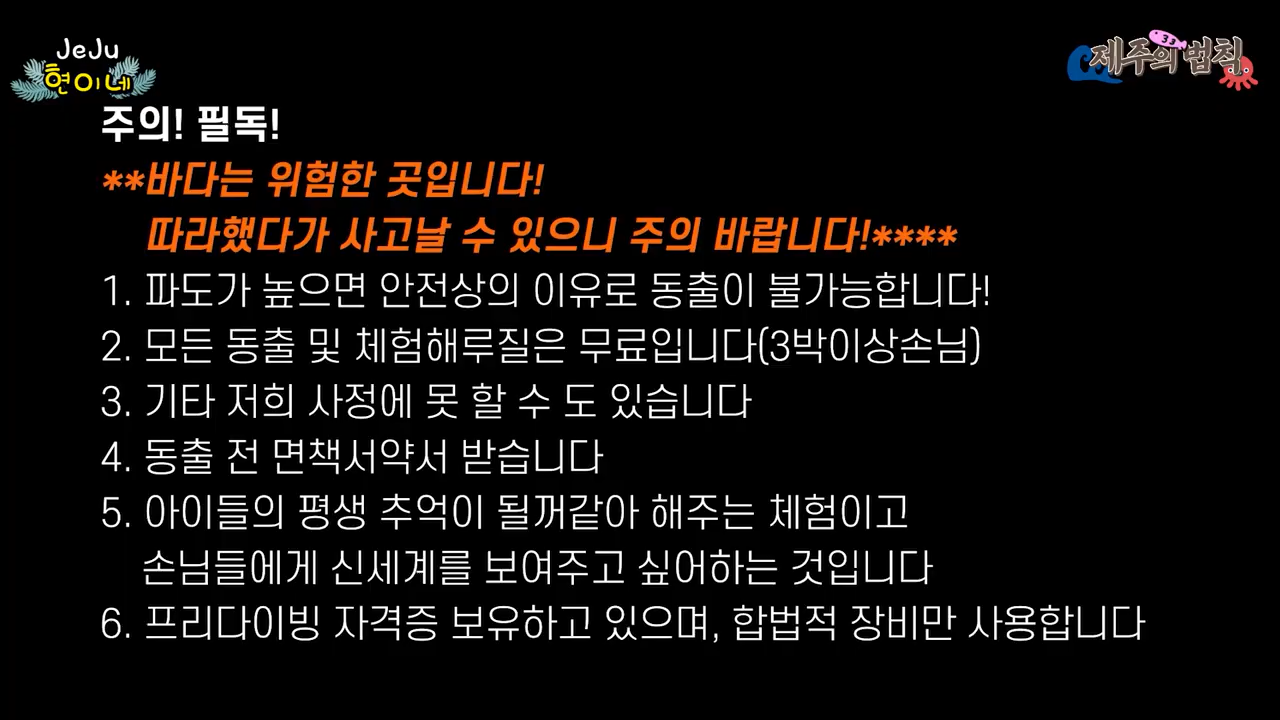 JeJu
현이네
제주의 법칙
주의! 필독!
**바다는 위험한 곳입니다!
따라했다가 사고날 수 있으니 주의 바랍니다!****
1. 파도가 높으면 안전상의 이유로 동출이 불가능합니다!
2. 모든 동출 및 체험해루질은 무료입니다(3박이상손님)
3. 기타 저희 사정에 못 할 수 도 있습니다
4. 동출 전 면책서약서 받습니다
5. 아이들의 평생 추억이 될꺼같아 해주는 체험이고
손님들에게 신세계를 보여주고 싶어하는 것입니다
6. 프리다이빙 자격증 보유하고 있으며, 합법적 장비만 사용합니다